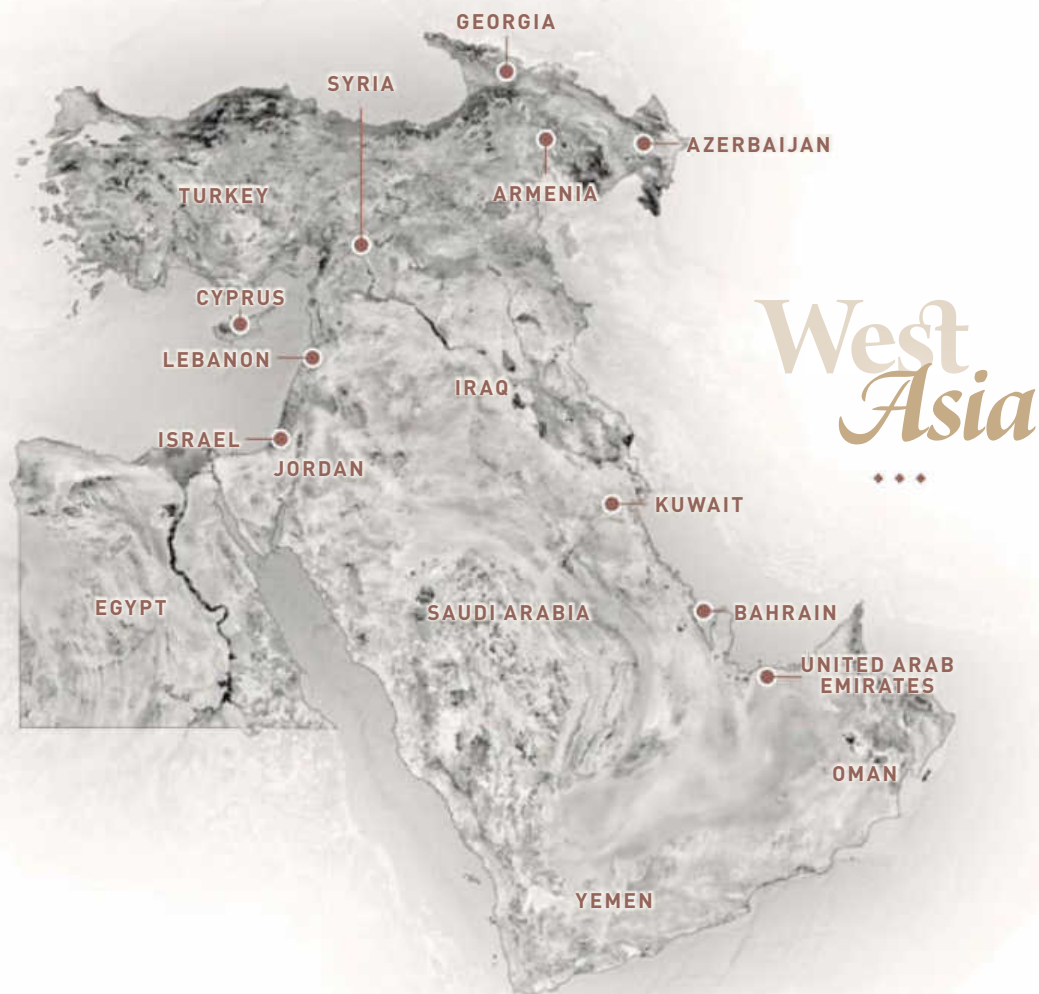 GEORGIA
SYRIA
AZERBAIJAN
TURKEY
ARMENIA
CYPRUS
West
Asia
LEBANON
IRAQ
ISRAEL
JORDAN
KUWAIT
EGYPT
SAUDI ARABIA
BAHRAIN
UNITED ARAB
EMIRATES
OMAN
YEMEN